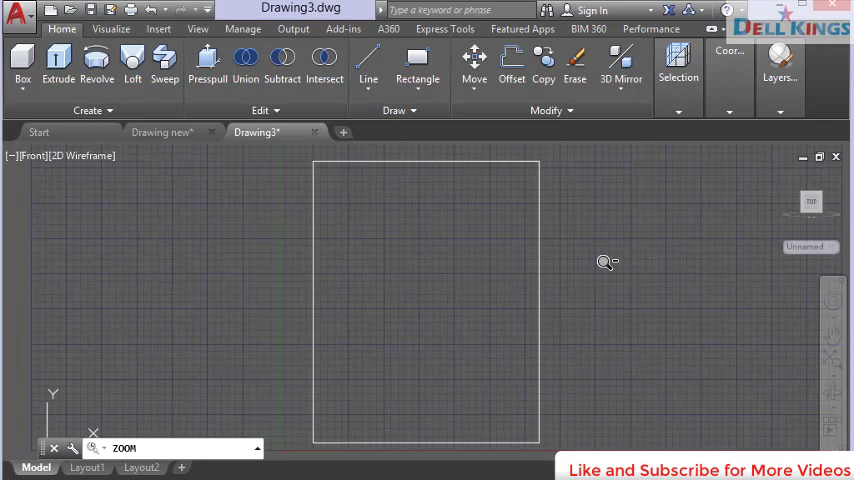 Drawing3.dwg
Type a keyword or phrase
Sign In
DELL KINGS
Home Visualize Insert View Manage Output Add-ins A360 Express Tools Featured Apps BIM 360 Performance
Box Extrude Revolve Loft Sweep Presspull Union Subtract Intersect Line Rectangle Move Offset Copy Erase 3D Mirror Selection Coor... Layers...
Create Edit Draw Modify
Start Drawing new* Drawing3*
[−][Front][2D Wireframe]
TOP
Unnamed
Y
X
ZOOM
Model Layout1 Layout2
Like and Subscribe for More Videos